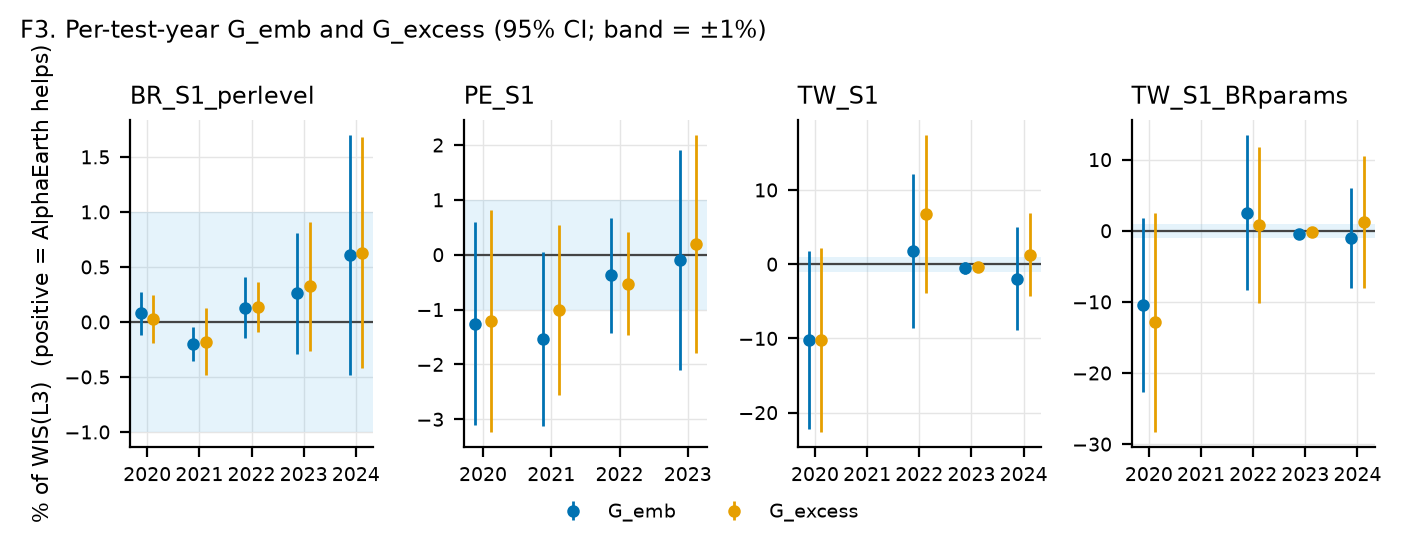 F3. Per-test-year G_emb and G_excess (95% CI; band = ±1%)
% of WIS(L3)  (positive = AlphaEarth helps)
BR_S1_perlevel
1.5
1.0
0.5
0.0
−0.5
−1.0
2020 2021 2022 2023 2024
PE_S1
2
1
0
−1
−2
−3
2020 2021 2022 2023
TW_S1
10
0
−10
−20
2020 2021 2022 2023 2024
TW_S1_BRparams
10
0
−10
−20
−30
2020 2021 2022 2023 2024
G_emb G_excess